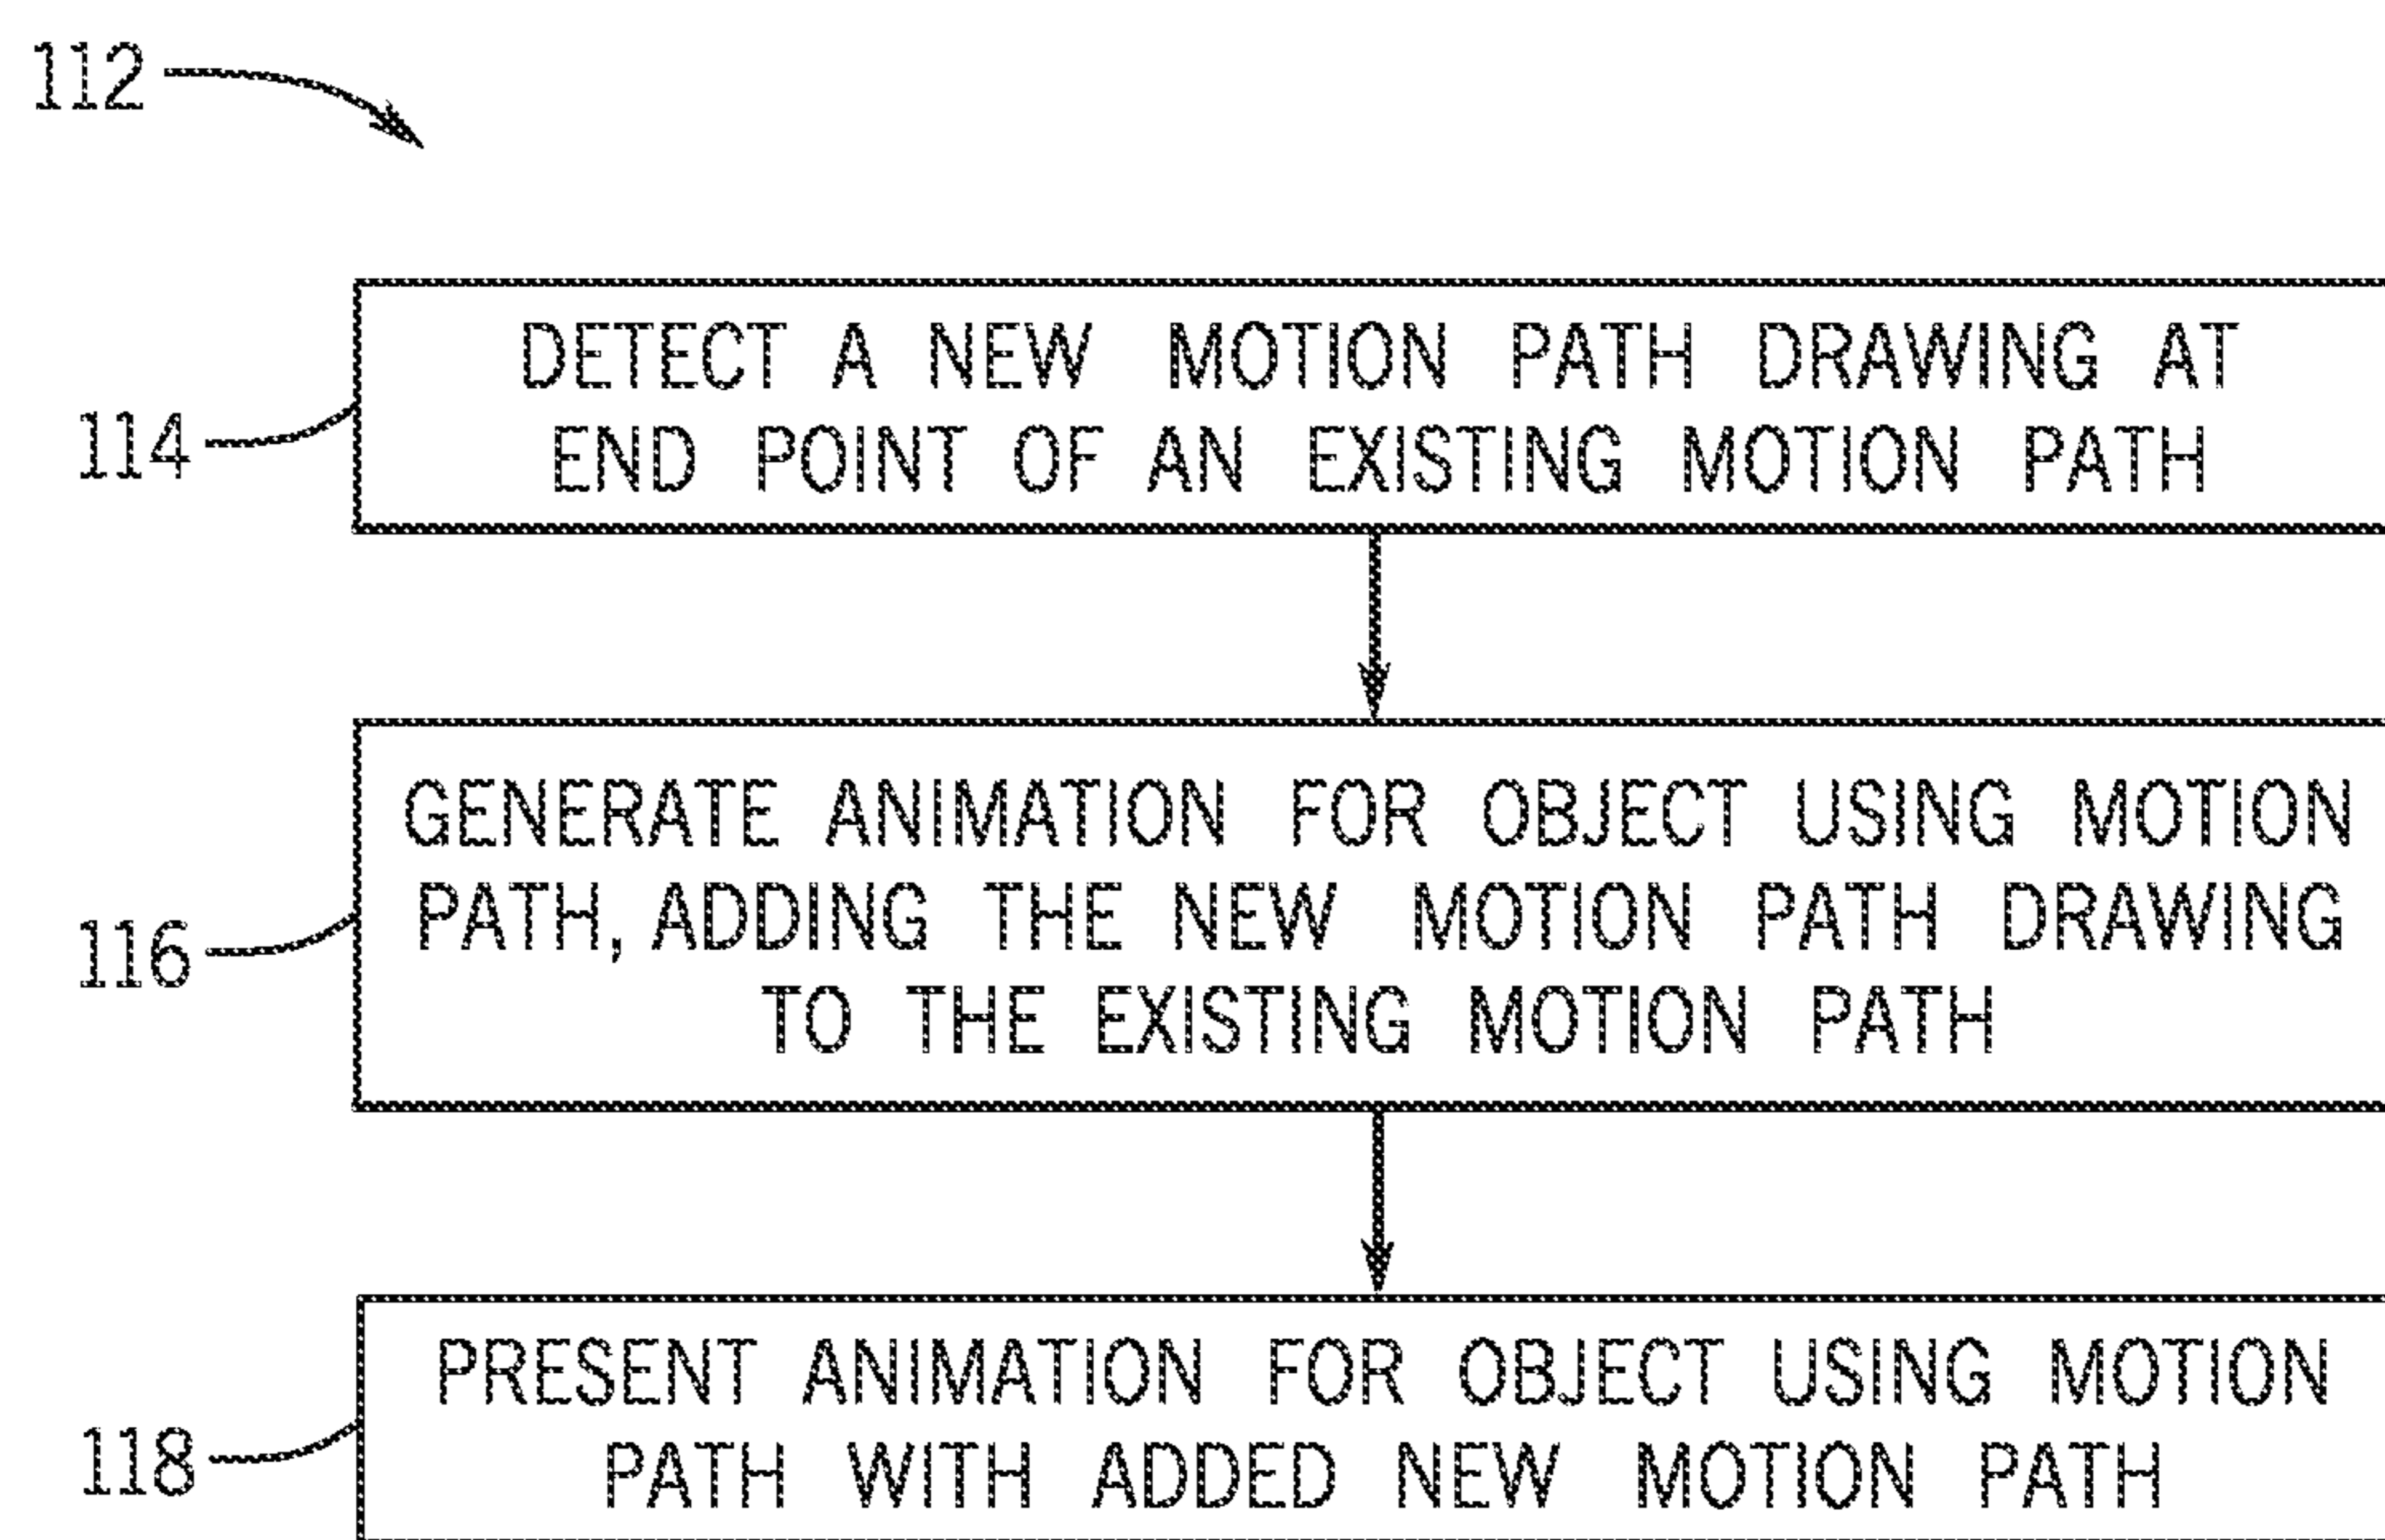 112
DETECT A NEW MOTION PATH DRAWING AT
END POINT OF AN EXISTING MOTION PATH
114
GENERATE ANIMATION FOR OBJECT USING MOTION
PATH, ADDING THE NEW MOTION PATH DRAWING
116
TO THE EXISTING MOTION PATH
PRESENT ANIMATION FOR OBJECT USING MOTION
PATH WITH ADDED NEW MOTION PATH
118